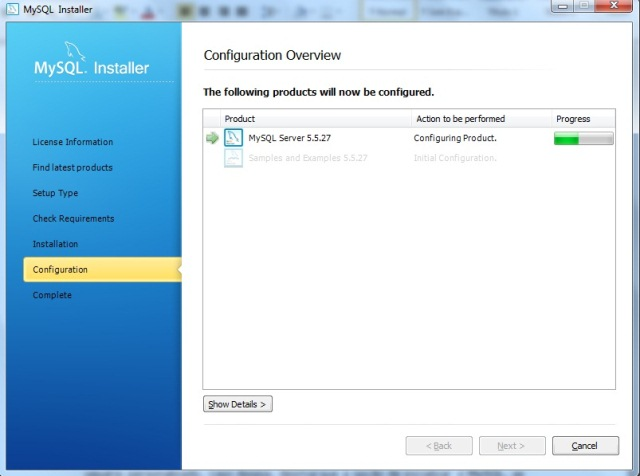 MySQL Installer
MySQL. Installer
Configuration Overview
The following products will now be configured.
Product Action to be performed Progress
MySQL Server 5.5.27 Configuring Product.
Samples and Examples 5.5.27 Initial Configuration.
License Information
Find latest products
Setup Type
Check Requirements
Installation
Configuration
Complete
Show Details >
< Back Next > Cancel